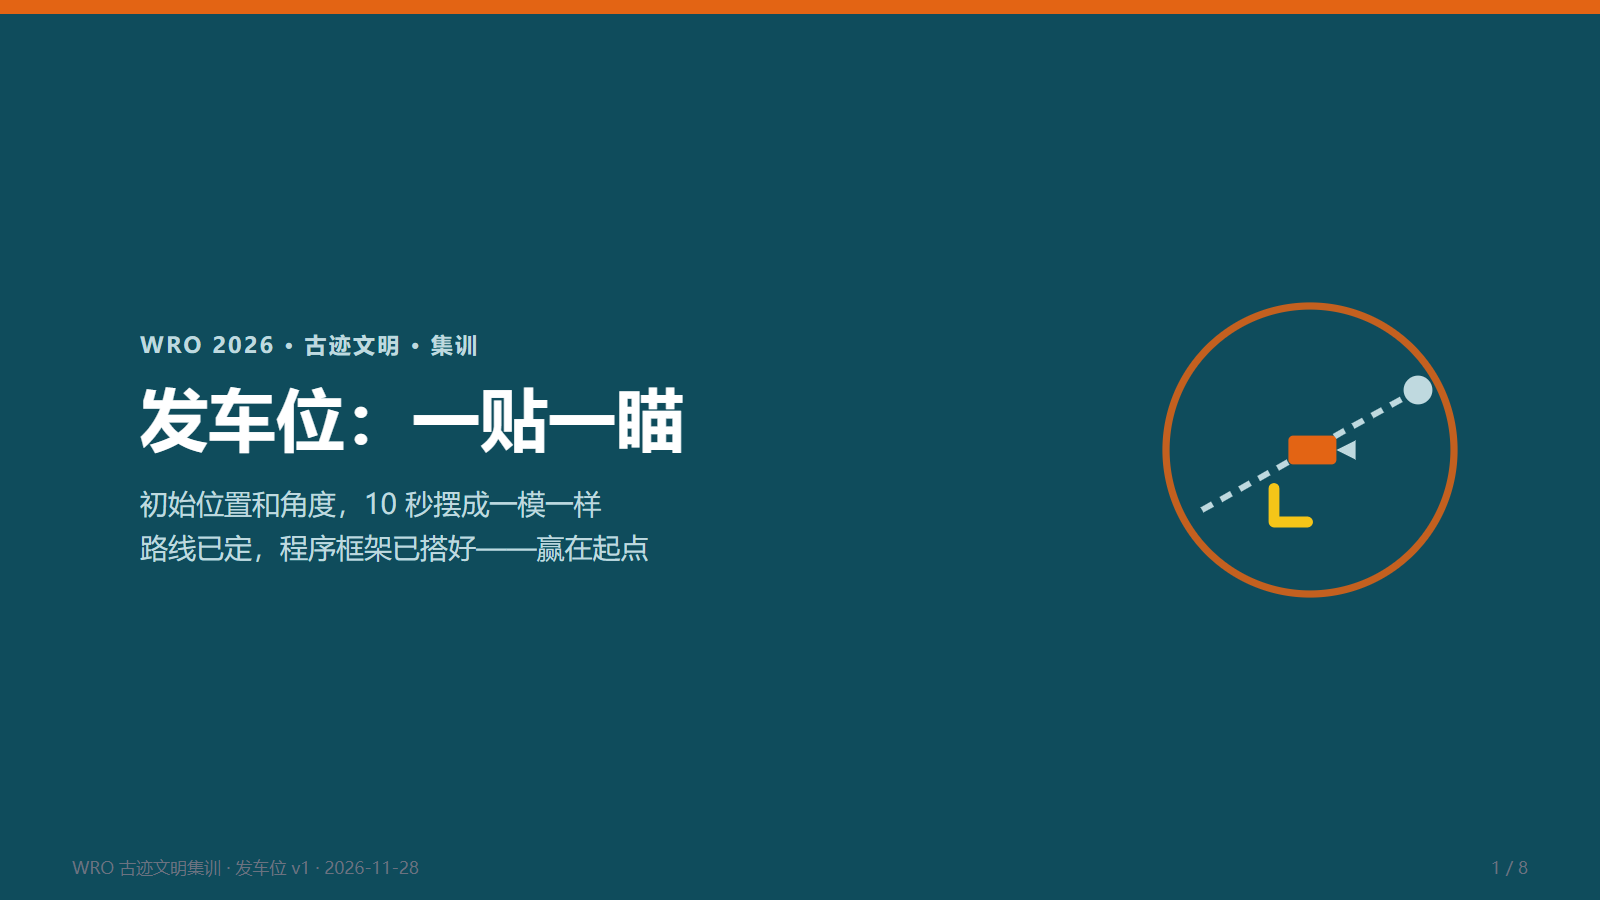 WRO 2026 · 古迹文明 · 集训
发车位：一贴一瞄
初始位置和角度，10 秒摆成一模一样
路线已定，程序框架已搭好——赢在起点
WRO 古迹文明集训 · 发车位 v1 · 2026-11-28
1 / 8